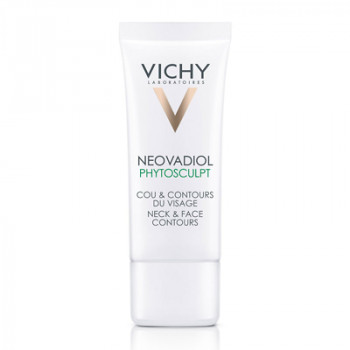 VICHY
LABORATOIRES
NEOVADIOL
PHYTOSCULPT
COU & CONTOURS
DU VISAGE
NECK & FACE
CONTOURS